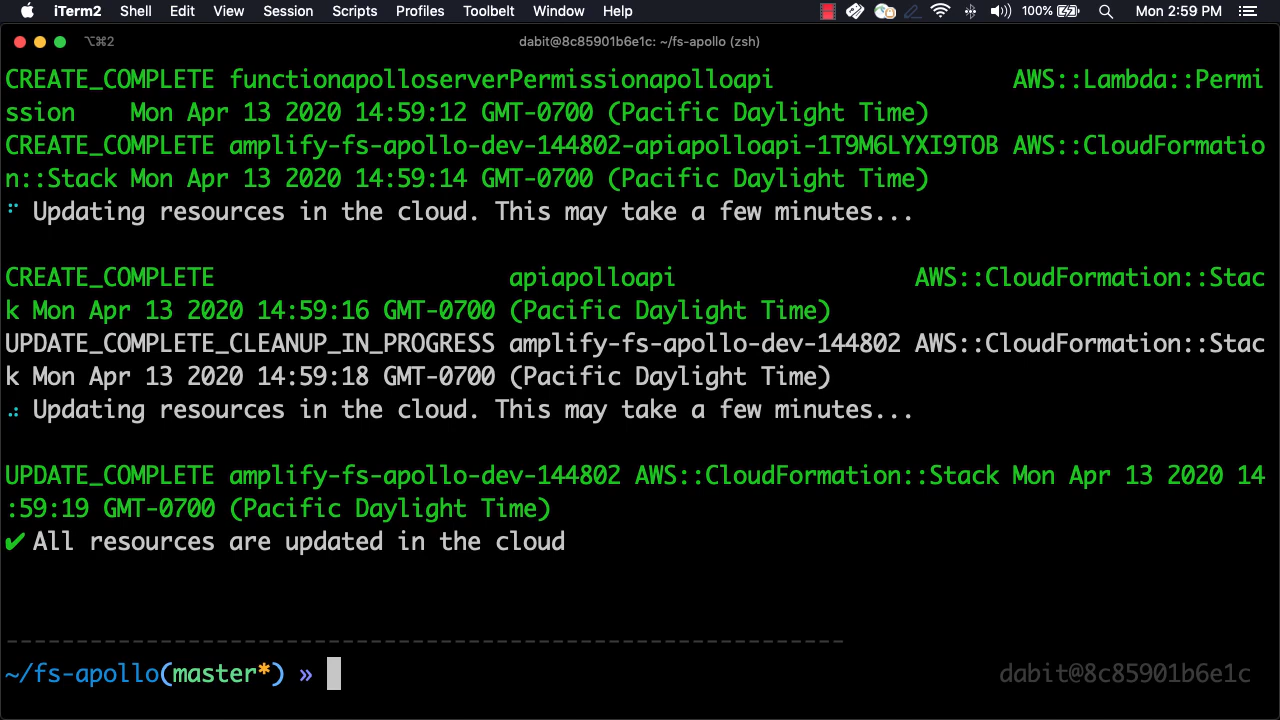 iTerm2 Shell Edit View Session Scripts Profiles Toolbelt Window Help 100% Mon 2:59 PM
⌥⌘2 dabit@8c85901b6e1c: ~/fs-apollo (zsh)
CREATE_COMPLETE functionapolloserverPermissionapolloapi AWS::Lambda::Permi
ssion Mon Apr 13 2020 14:59:12 GMT-0700 (Pacific Daylight Time)
CREATE_COMPLETE amplify-fs-apollo-dev-144802-apiapolloapi-1T9M6LYXI9TOB AWS::CloudFormatio
n::Stack Mon Apr 13 2020 14:59:14 GMT-0700 (Pacific Daylight Time)
⠋ Updating resources in the cloud. This may take a few minutes...
CREATE_COMPLETE apiapolloapi AWS::CloudFormation::Stac
k Mon Apr 13 2020 14:59:16 GMT-0700 (Pacific Daylight Time)
UPDATE_COMPLETE_CLEANUP_IN_PROGRESS amplify-fs-apollo-dev-144802 AWS::CloudFormation::Stac
k Mon Apr 13 2020 14:59:18 GMT-0700 (Pacific Daylight Time)
⠴ Updating resources in the cloud. This may take a few minutes...
UPDATE_COMPLETE amplify-fs-apollo-dev-144802 AWS::CloudFormation::Stack Mon Apr 13 2020 14
:59:19 GMT-0700 (Pacific Daylight Time)
✔ All resources are updated in the cloud
------------------------------------------------------------
~/fs-apollo(master*) » dabit@8c85901b6e1c